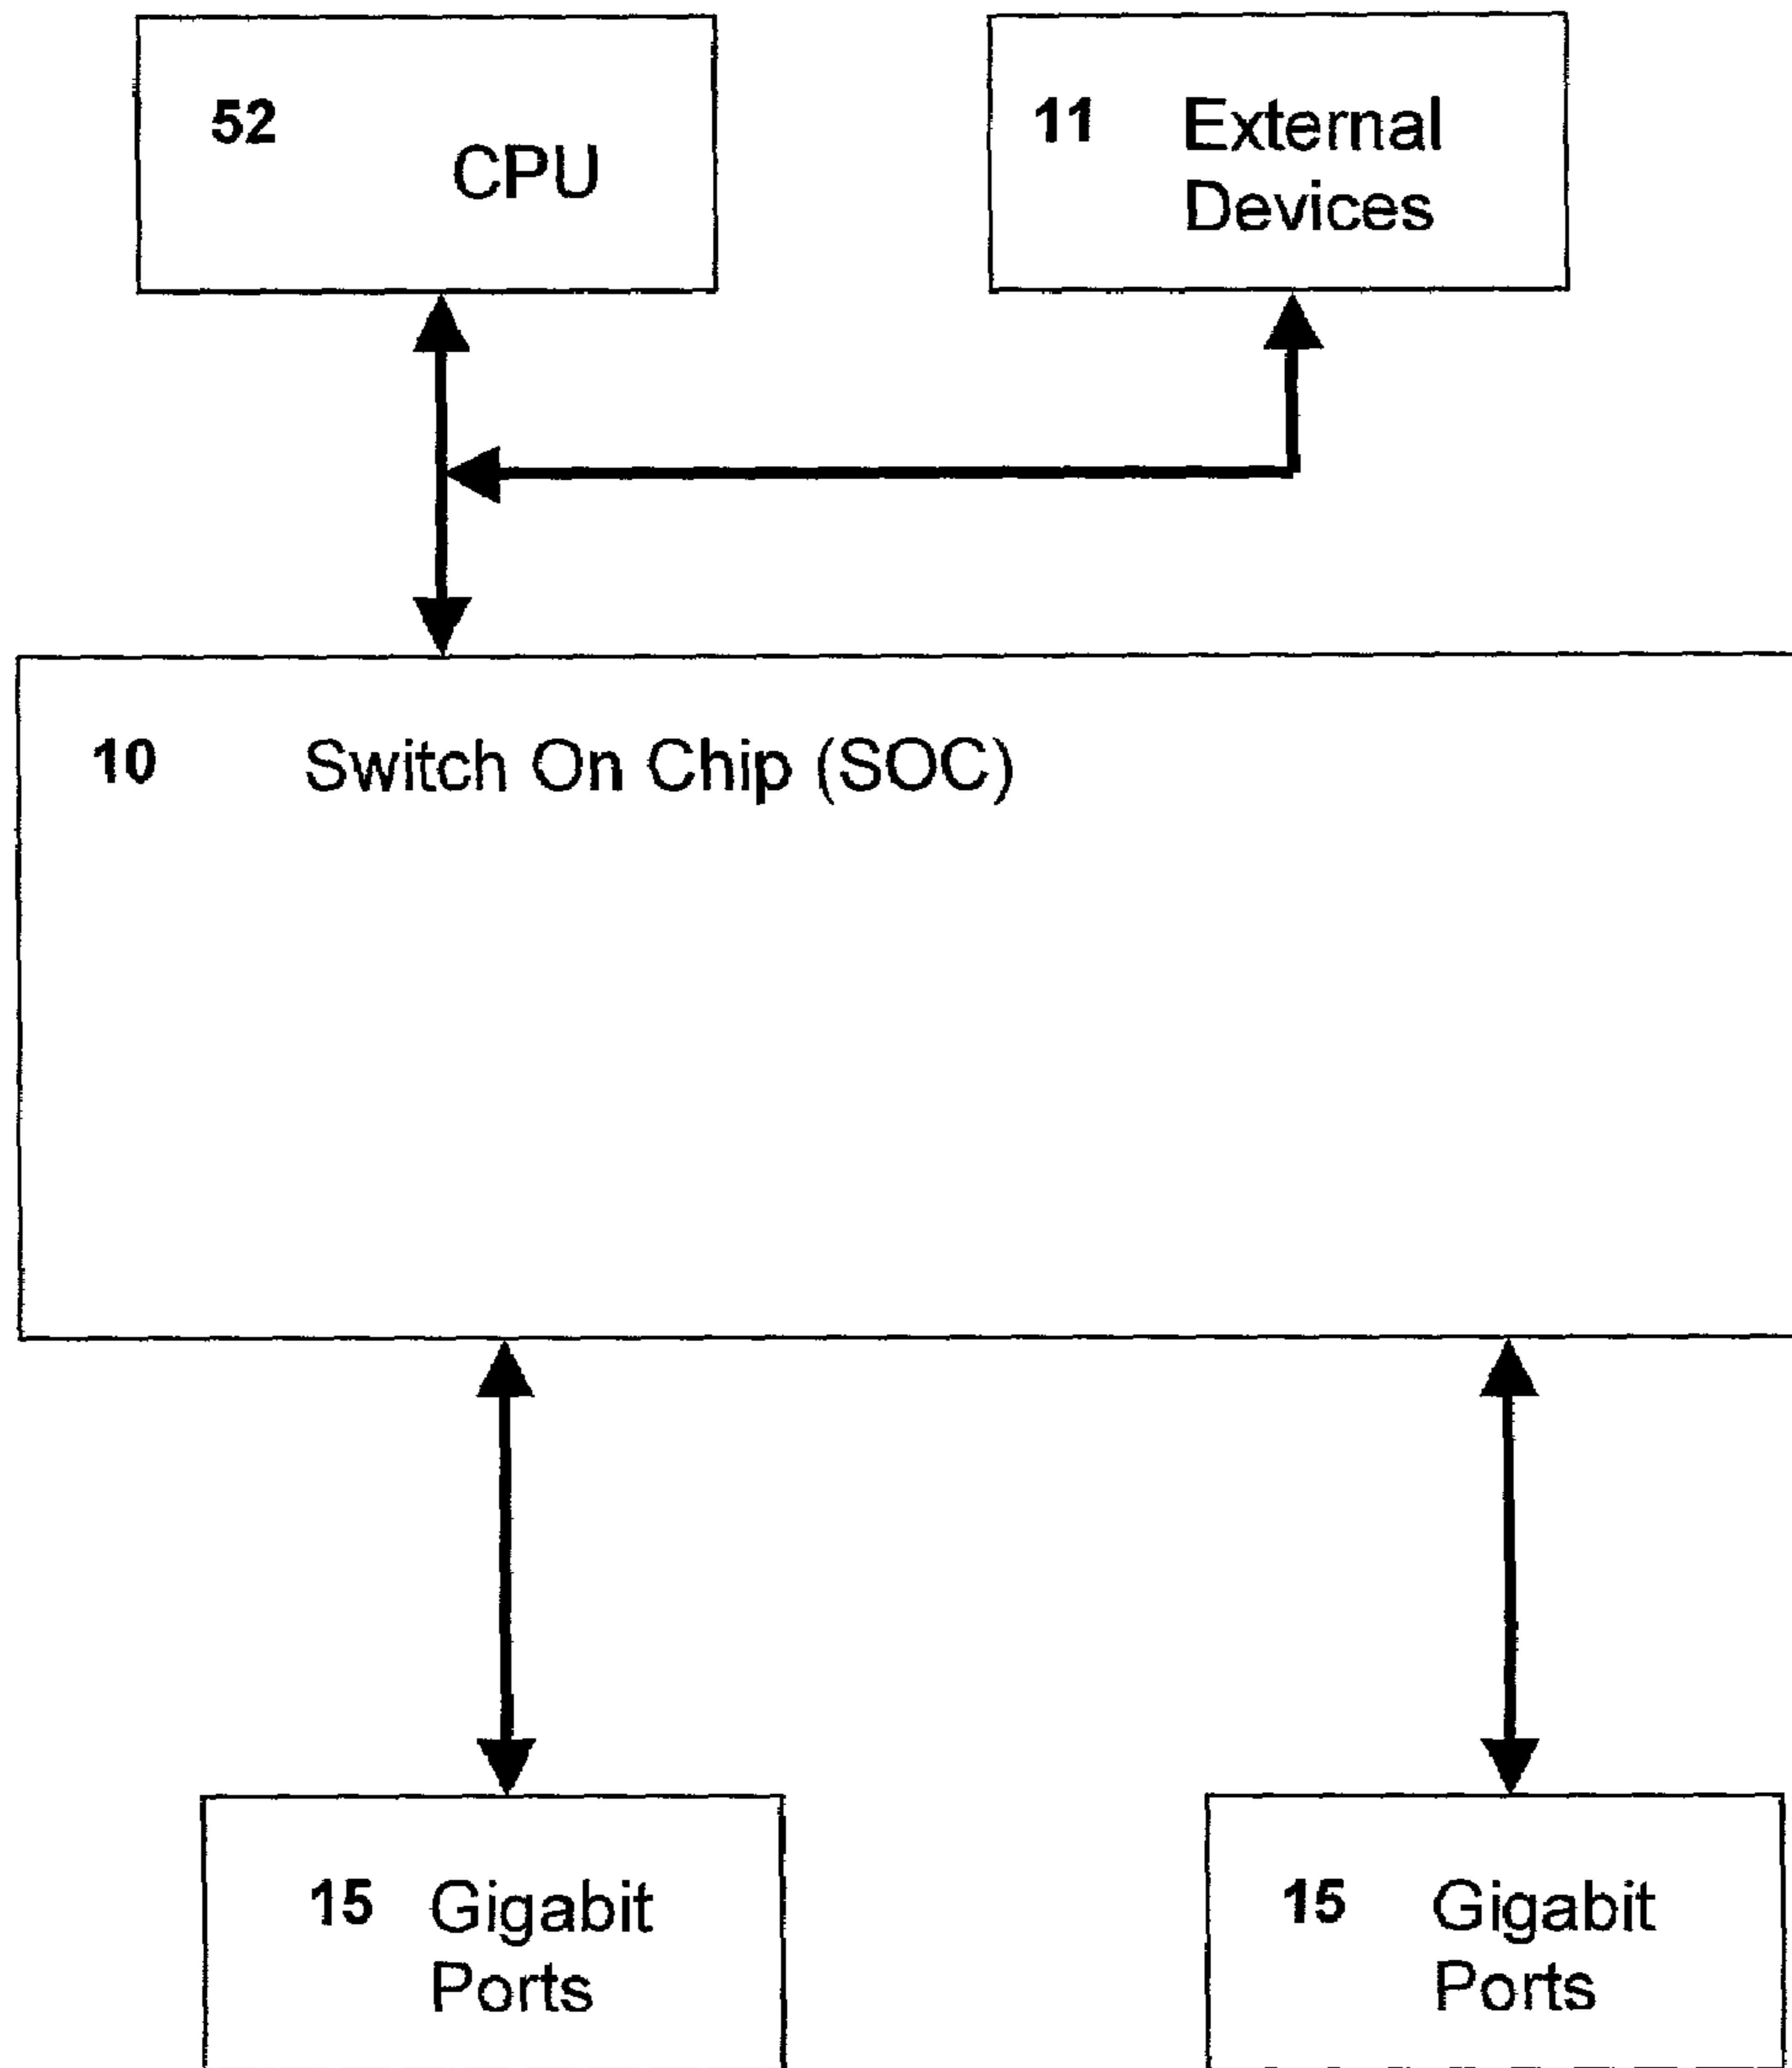 52
CPU
11 External
Devices
10 Switch On Chip (SOC)
15 Gigabit
Ports
15 Gigabit
Ports